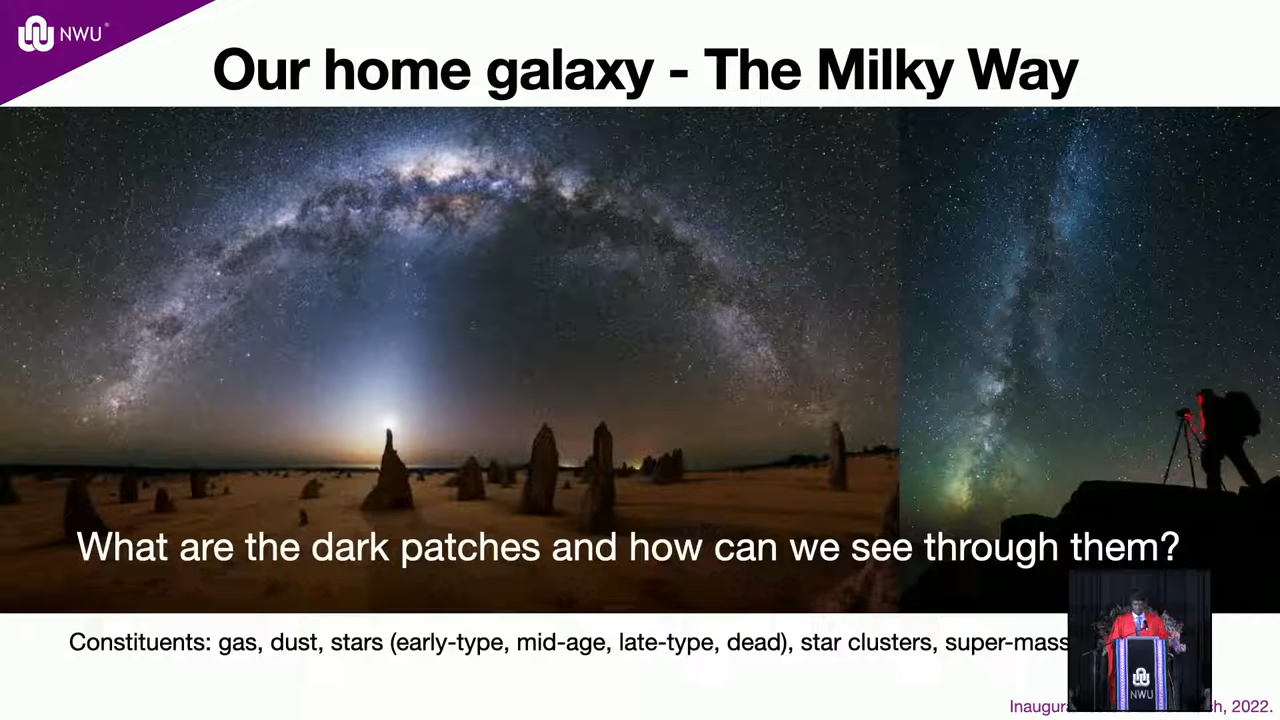 NWU®
Our home galaxy - The Milky Way
What are the dark patches and how can we see through them?
Constituents: gas, dust, stars (early-type, mid-age, late-type, dead), star clusters, super-mass
NWU
2022.